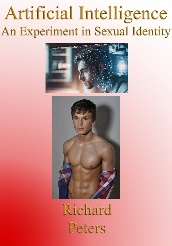 Artificial Intelligence
An Experiment in Sexual Identity
Richard
Peters